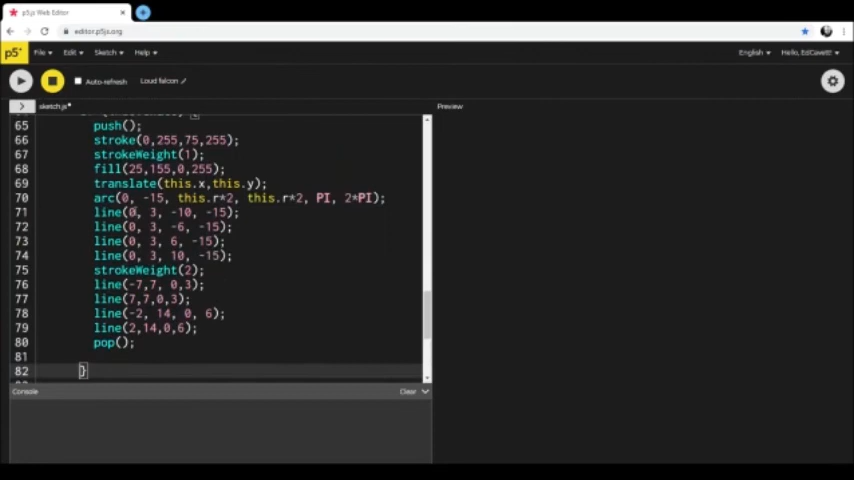 p5.js Web Editor
editor.p5js.org
p5* File Edit Sketch Help English Hello, EdCavett!
Auto-refresh Loud falcon
sketch.js Preview
65 push();
66 stroke(0,255,75,255);
67 strokeWeight(1);
68 fill(25,155,0,255);
69 translate(this.x,this.y);
70 arc(0, -15, this.r*2, this.r*2, PI, 2*PI);
71 line(0, 3, -10, -15);
72 line(0, 3, -6, -15);
73 line(0, 3, 6, -15);
74 line(0, 3, 10, -15);
75 strokeWeight(2);
76 line(-7,7, 0,3);
77 line(7,7,0,3);
78 line(-2, 14, 0, 6);
79 line(2,14,0,6);
80 pop();
81
82 }
Console Clear